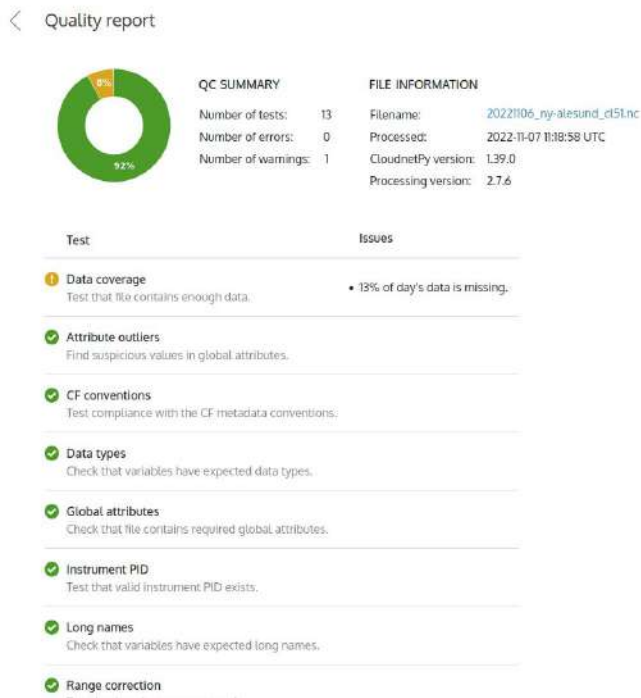 Quality report
8%
92%
QC SUMMARY
Number of tests: 13
Number of errors: 0
Number of warnings: 1
FILE INFORMATION
Filename: 20221106_ny-alesund_cl51.nc
Processed: 2022-11-07 11:18:58 UTC
CloudnetPy version: 1.39.0
Processing version: 2.7.6
Test Issues
Data coverage
Test that file contains enough data.
• 13% of day's data is missing.
Attribute outliers
Find suspicious values in global attributes.
CF conventions
Test compliance with the CF metadata conventions.
Data types
Check that variables have expected data types.
Global attributes
Check that file contains required global attributes.
Instrument PID
Test that valid instrument PID exists.
Long names
Check that variables have expected long names.
Range correction